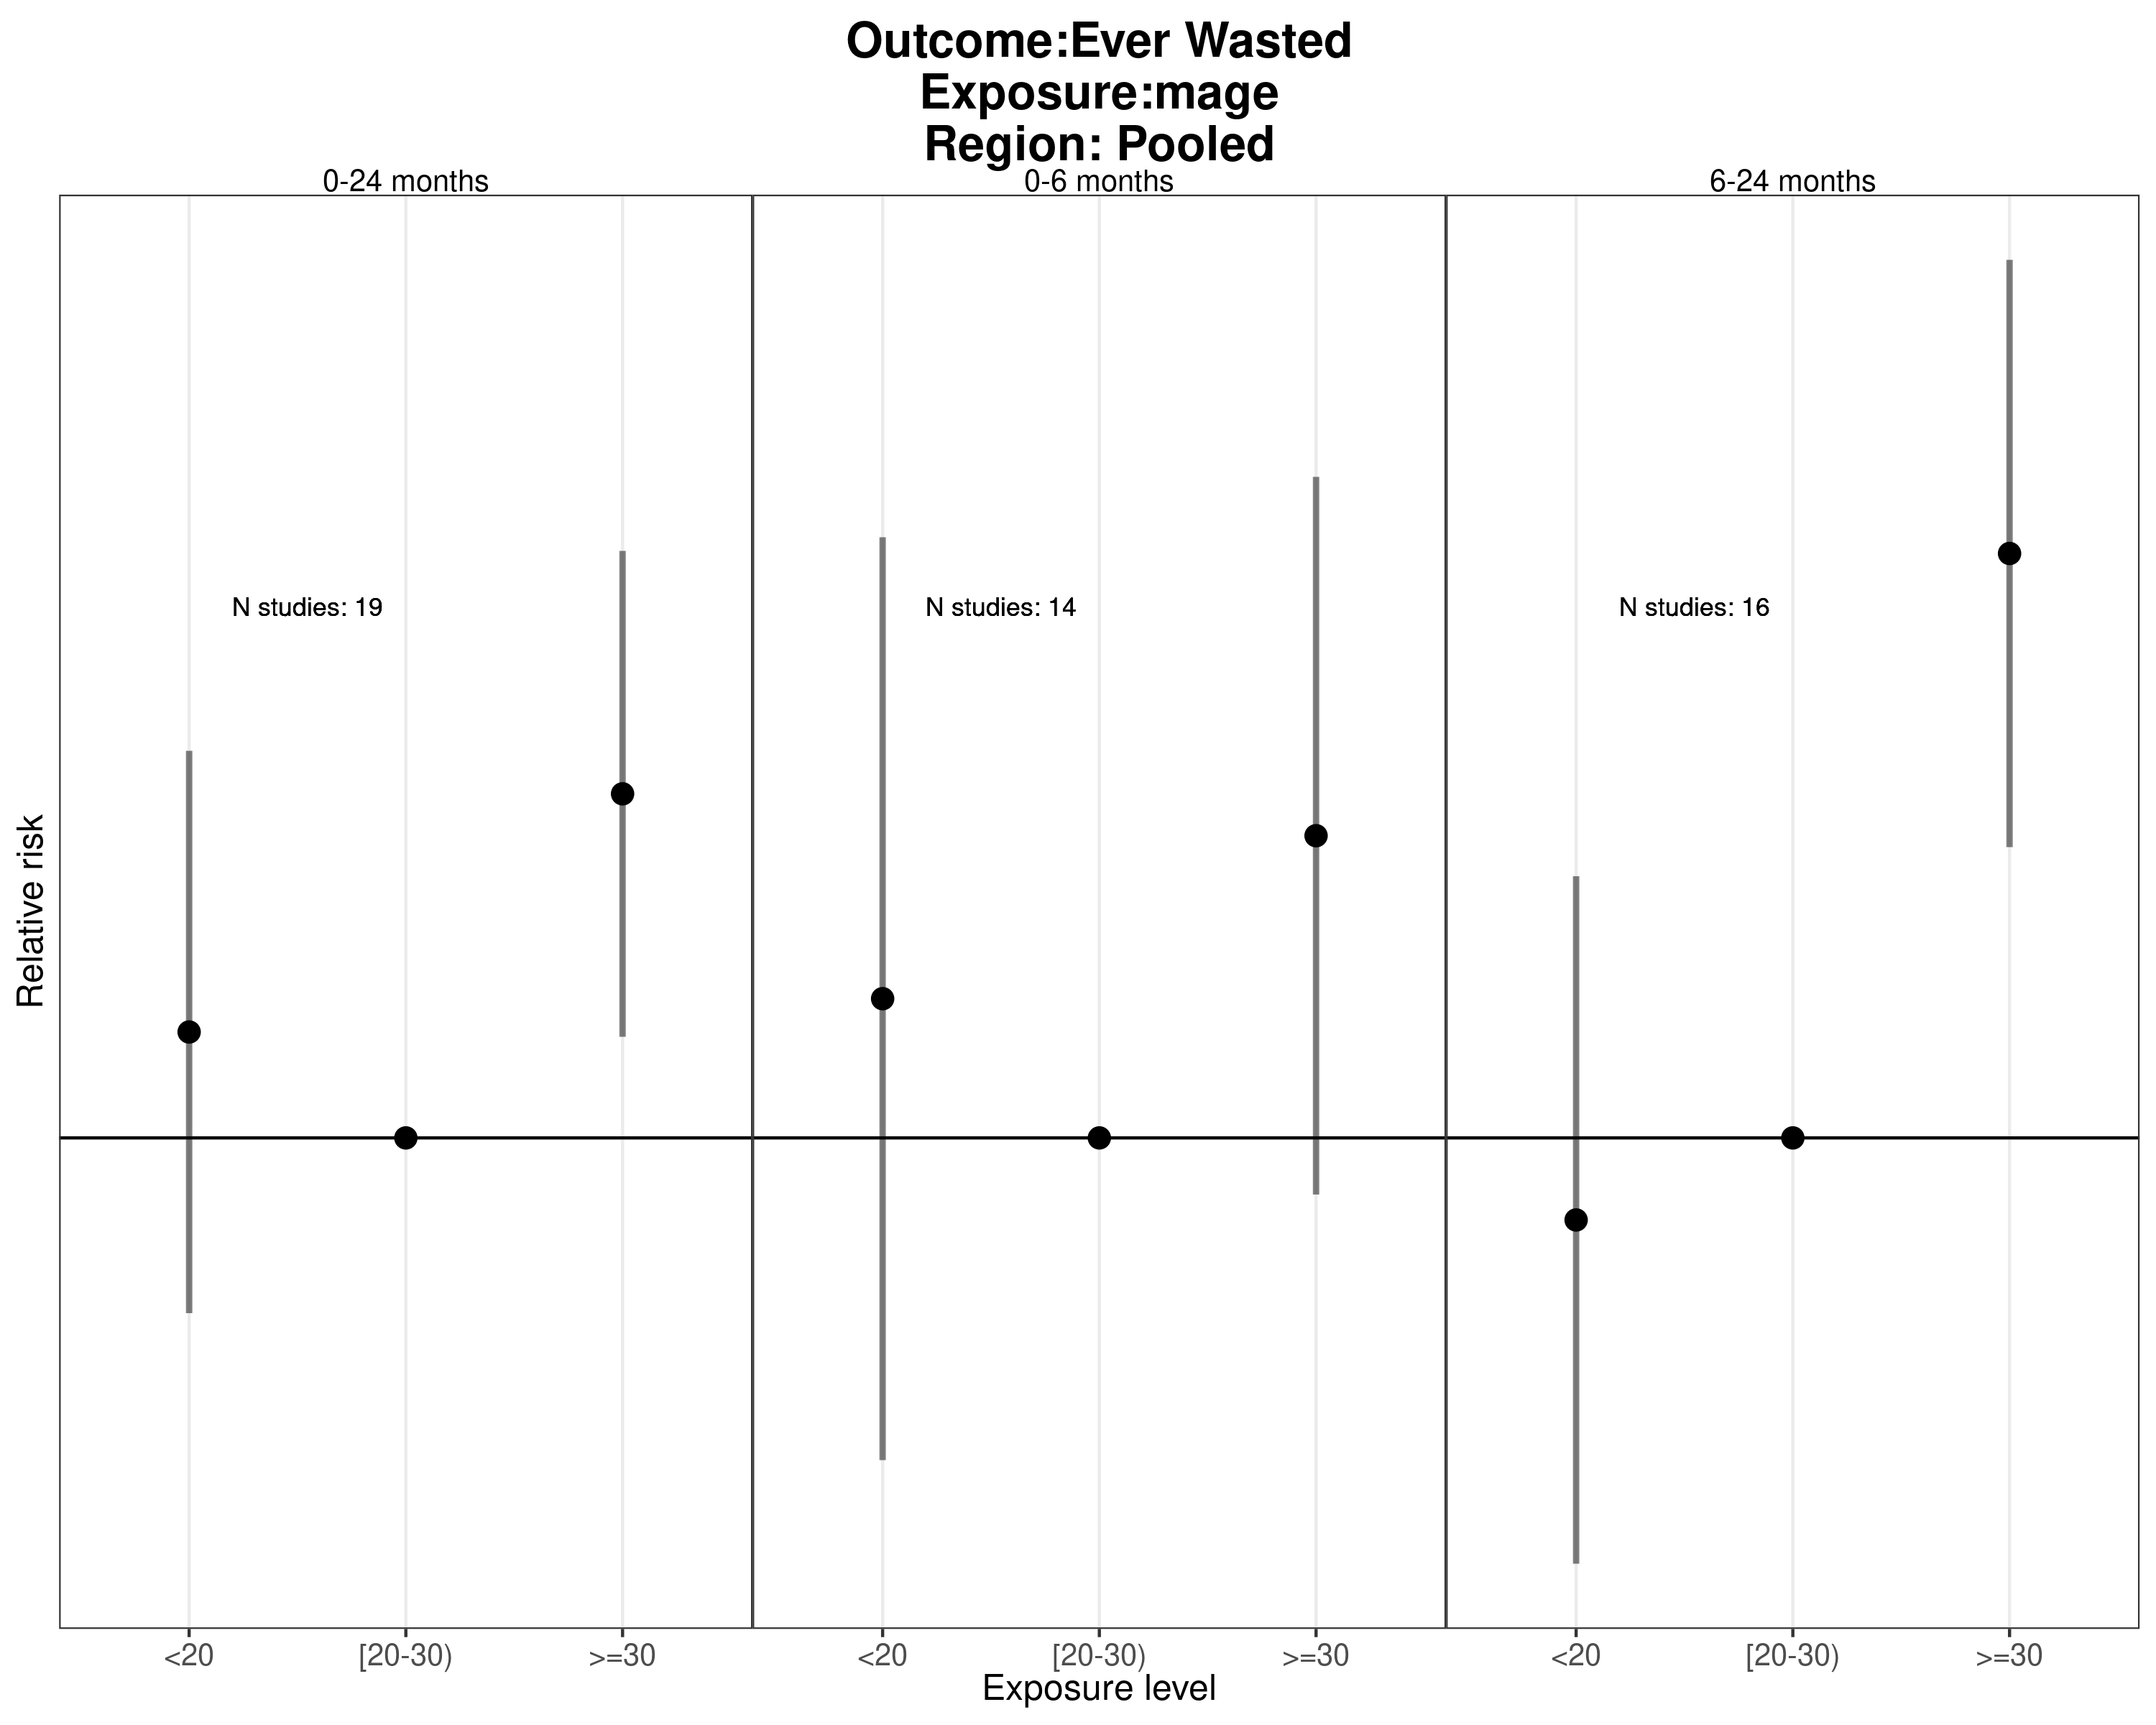 Outcome:Ever Wasted
Exposure:mage
Region: Pooled
0-24 months
0-6 months
6-24 months
N studies: 19
N studies: 14
N studies: 16
Relative risk
<20
[20-30)
>=30
<20
[20-30)
>=30
<20
[20-30)
>=30
Exposure level